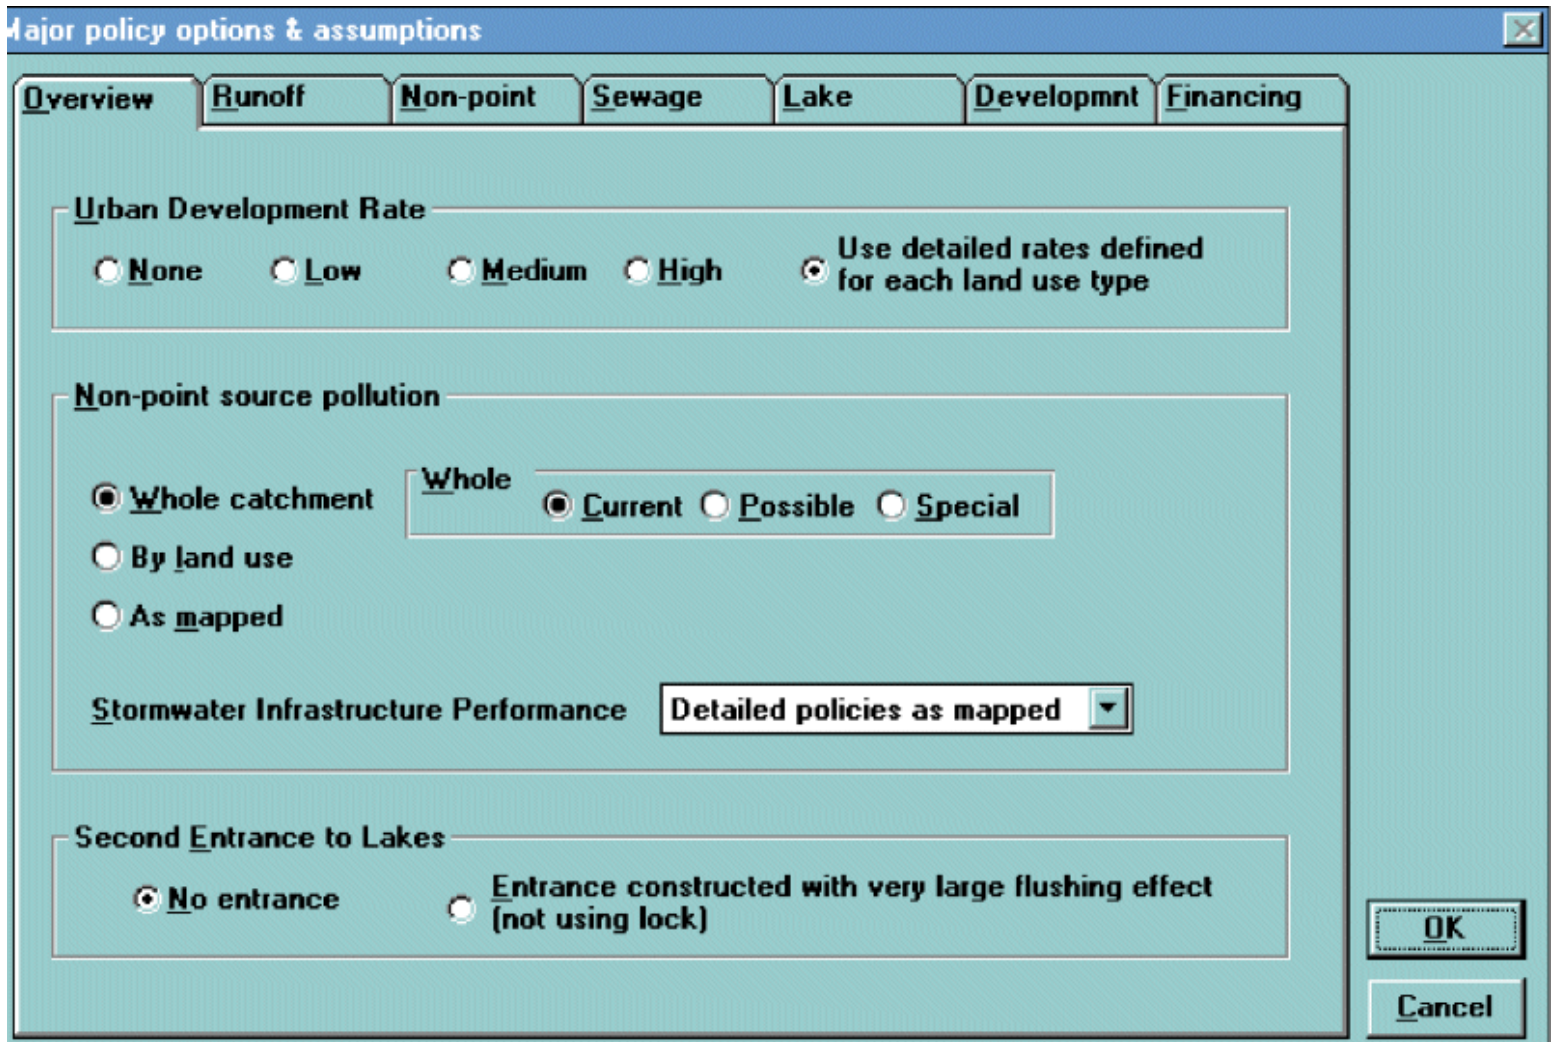 Major policy options & assumptions
Overview Runoff Non-point Sewage Lake Developmnt Financing
Urban Development Rate
None Low Medium High Use detailed rates defined
for each land use type
Non-point source pollution
Whole
Whole catchment Current Possible Special
By land use
As mapped
Stormwater Infrastructure Performance Detailed policies as mapped
Second Entrance to Lakes
No entrance Entrance constructed with very large flushing effect
(not using lock)
OK
Cancel